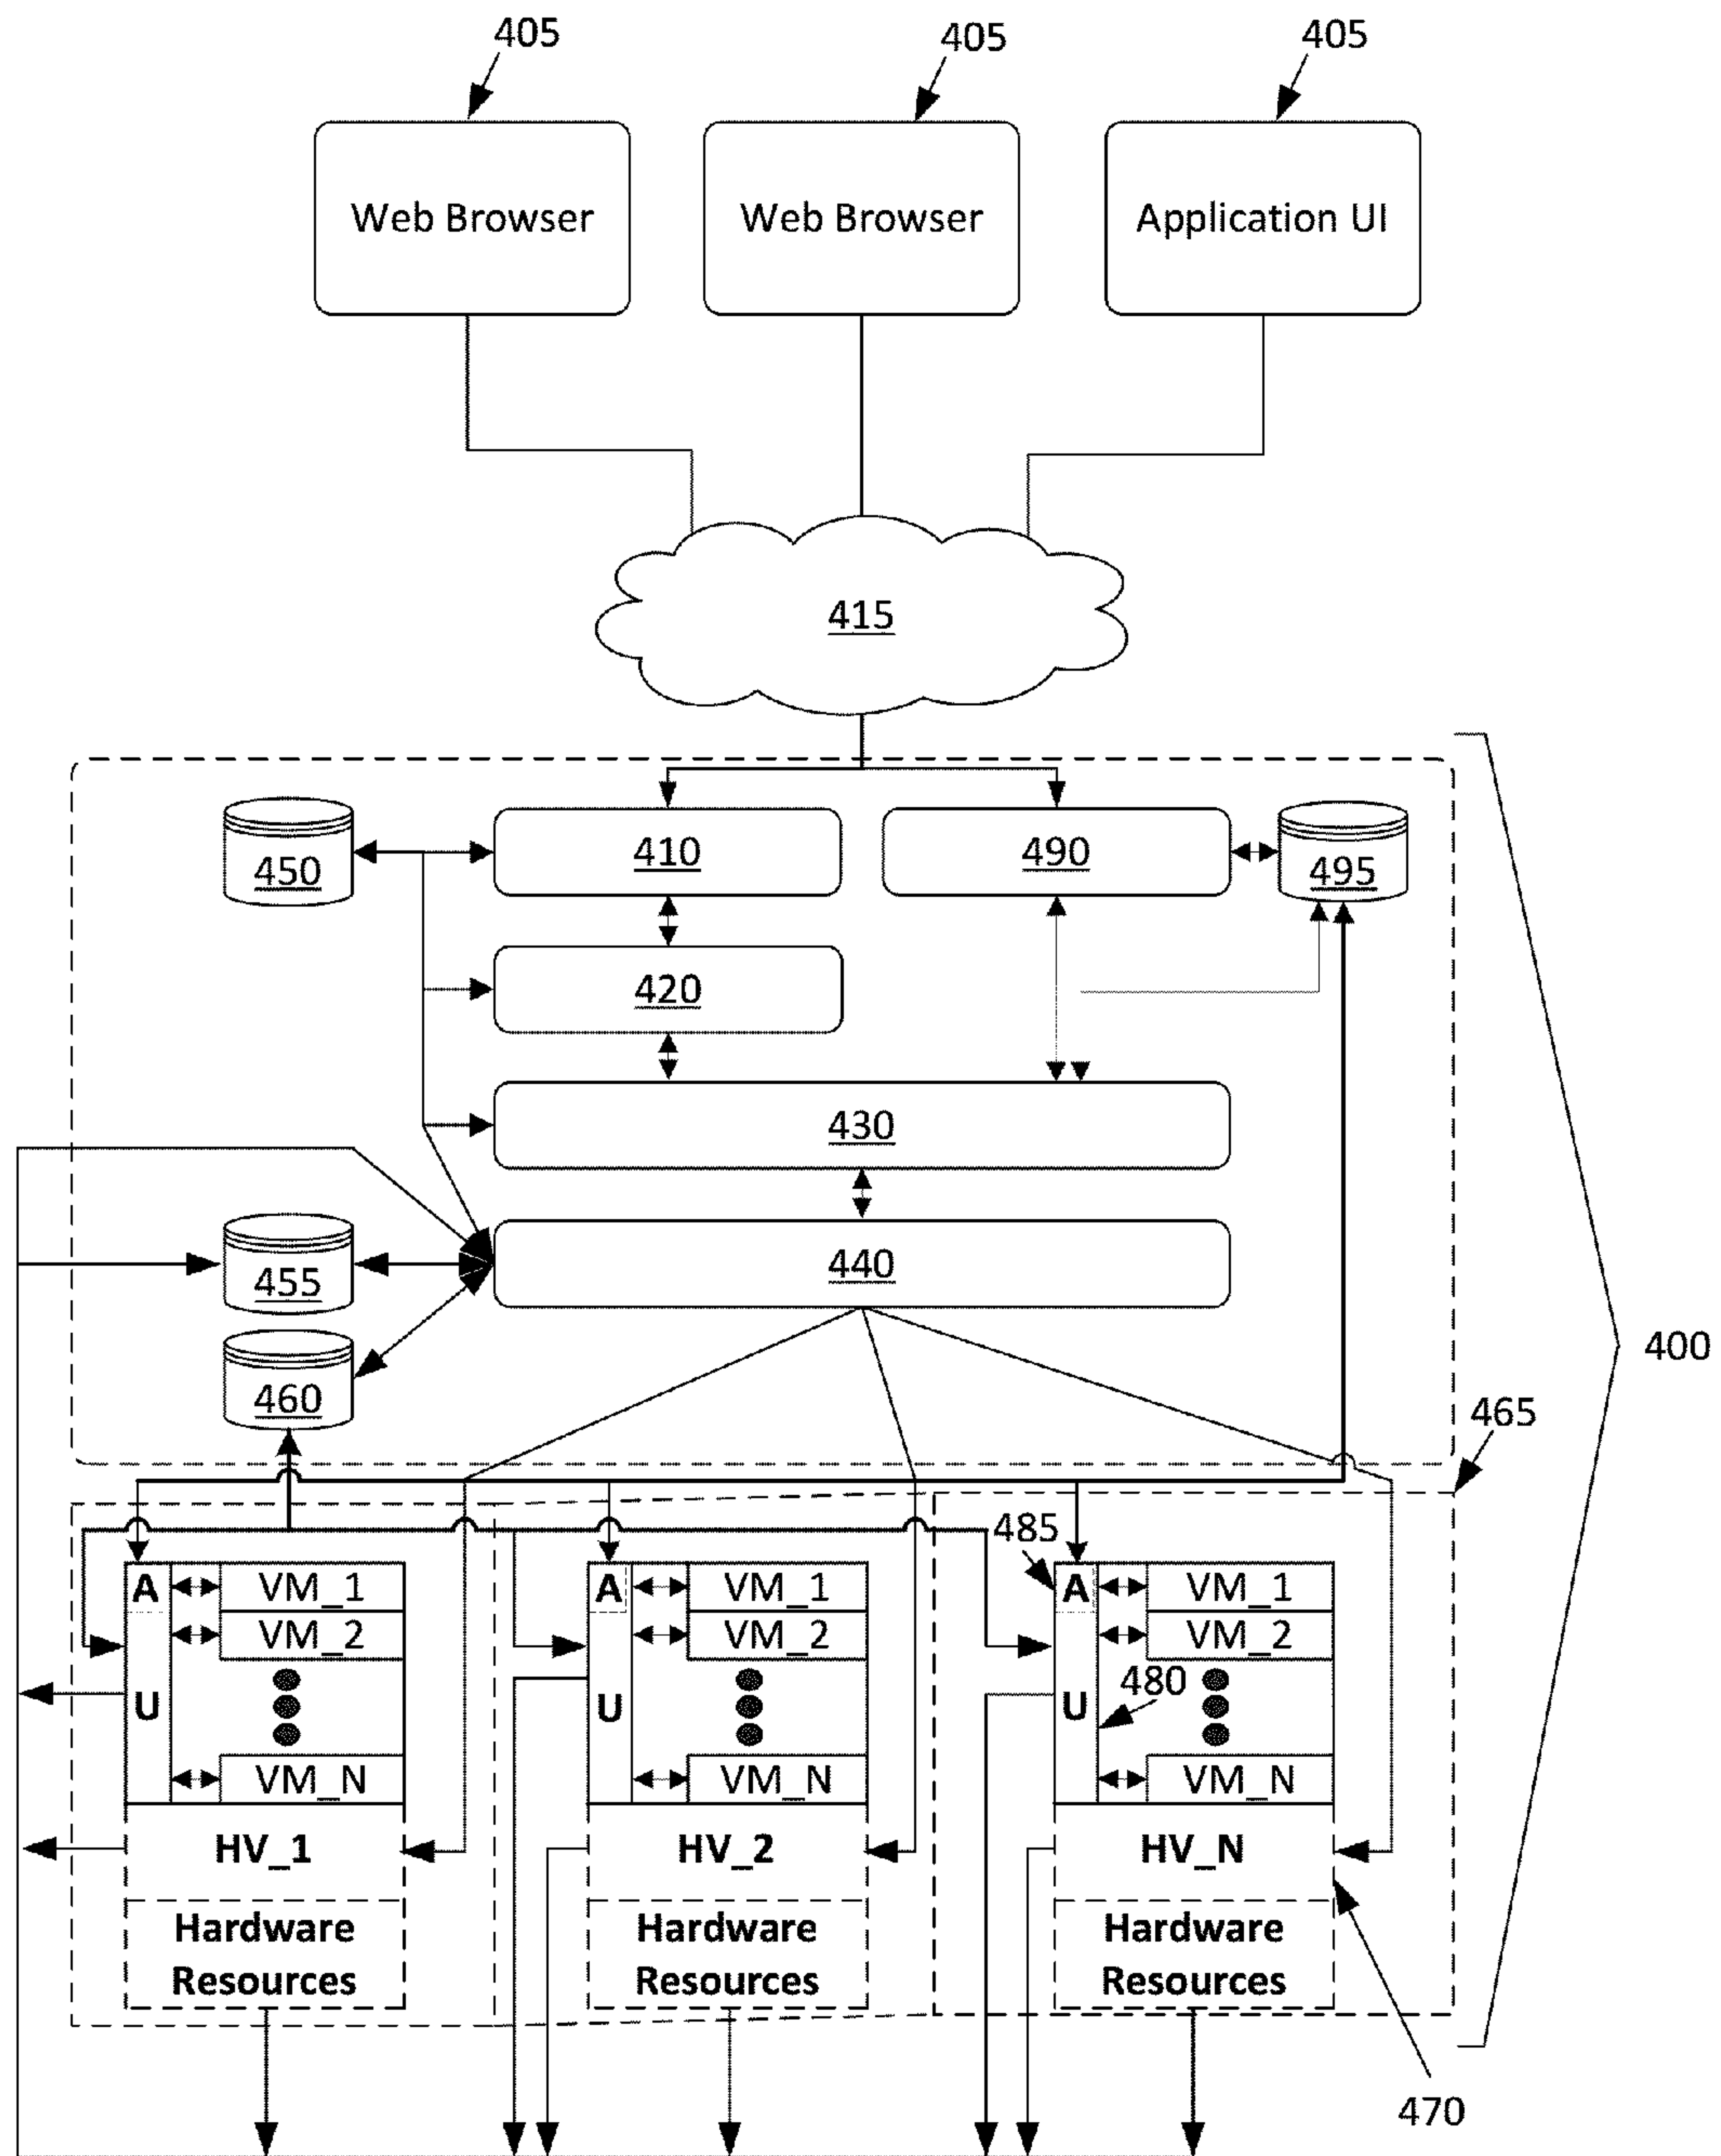 405 405 405
Web Browser Web Browser Application UI
415
450 410 490 495
420
430
455 440
400
460
465
485
A VM_1 A VM_1 A VM_1
VM_2 VM_2 VM_2
480
U U U
VM_N VM_N VM_N
HV_1 HV_2 HV_N
Hardware Hardware Hardware
Resources Resources Resources
470